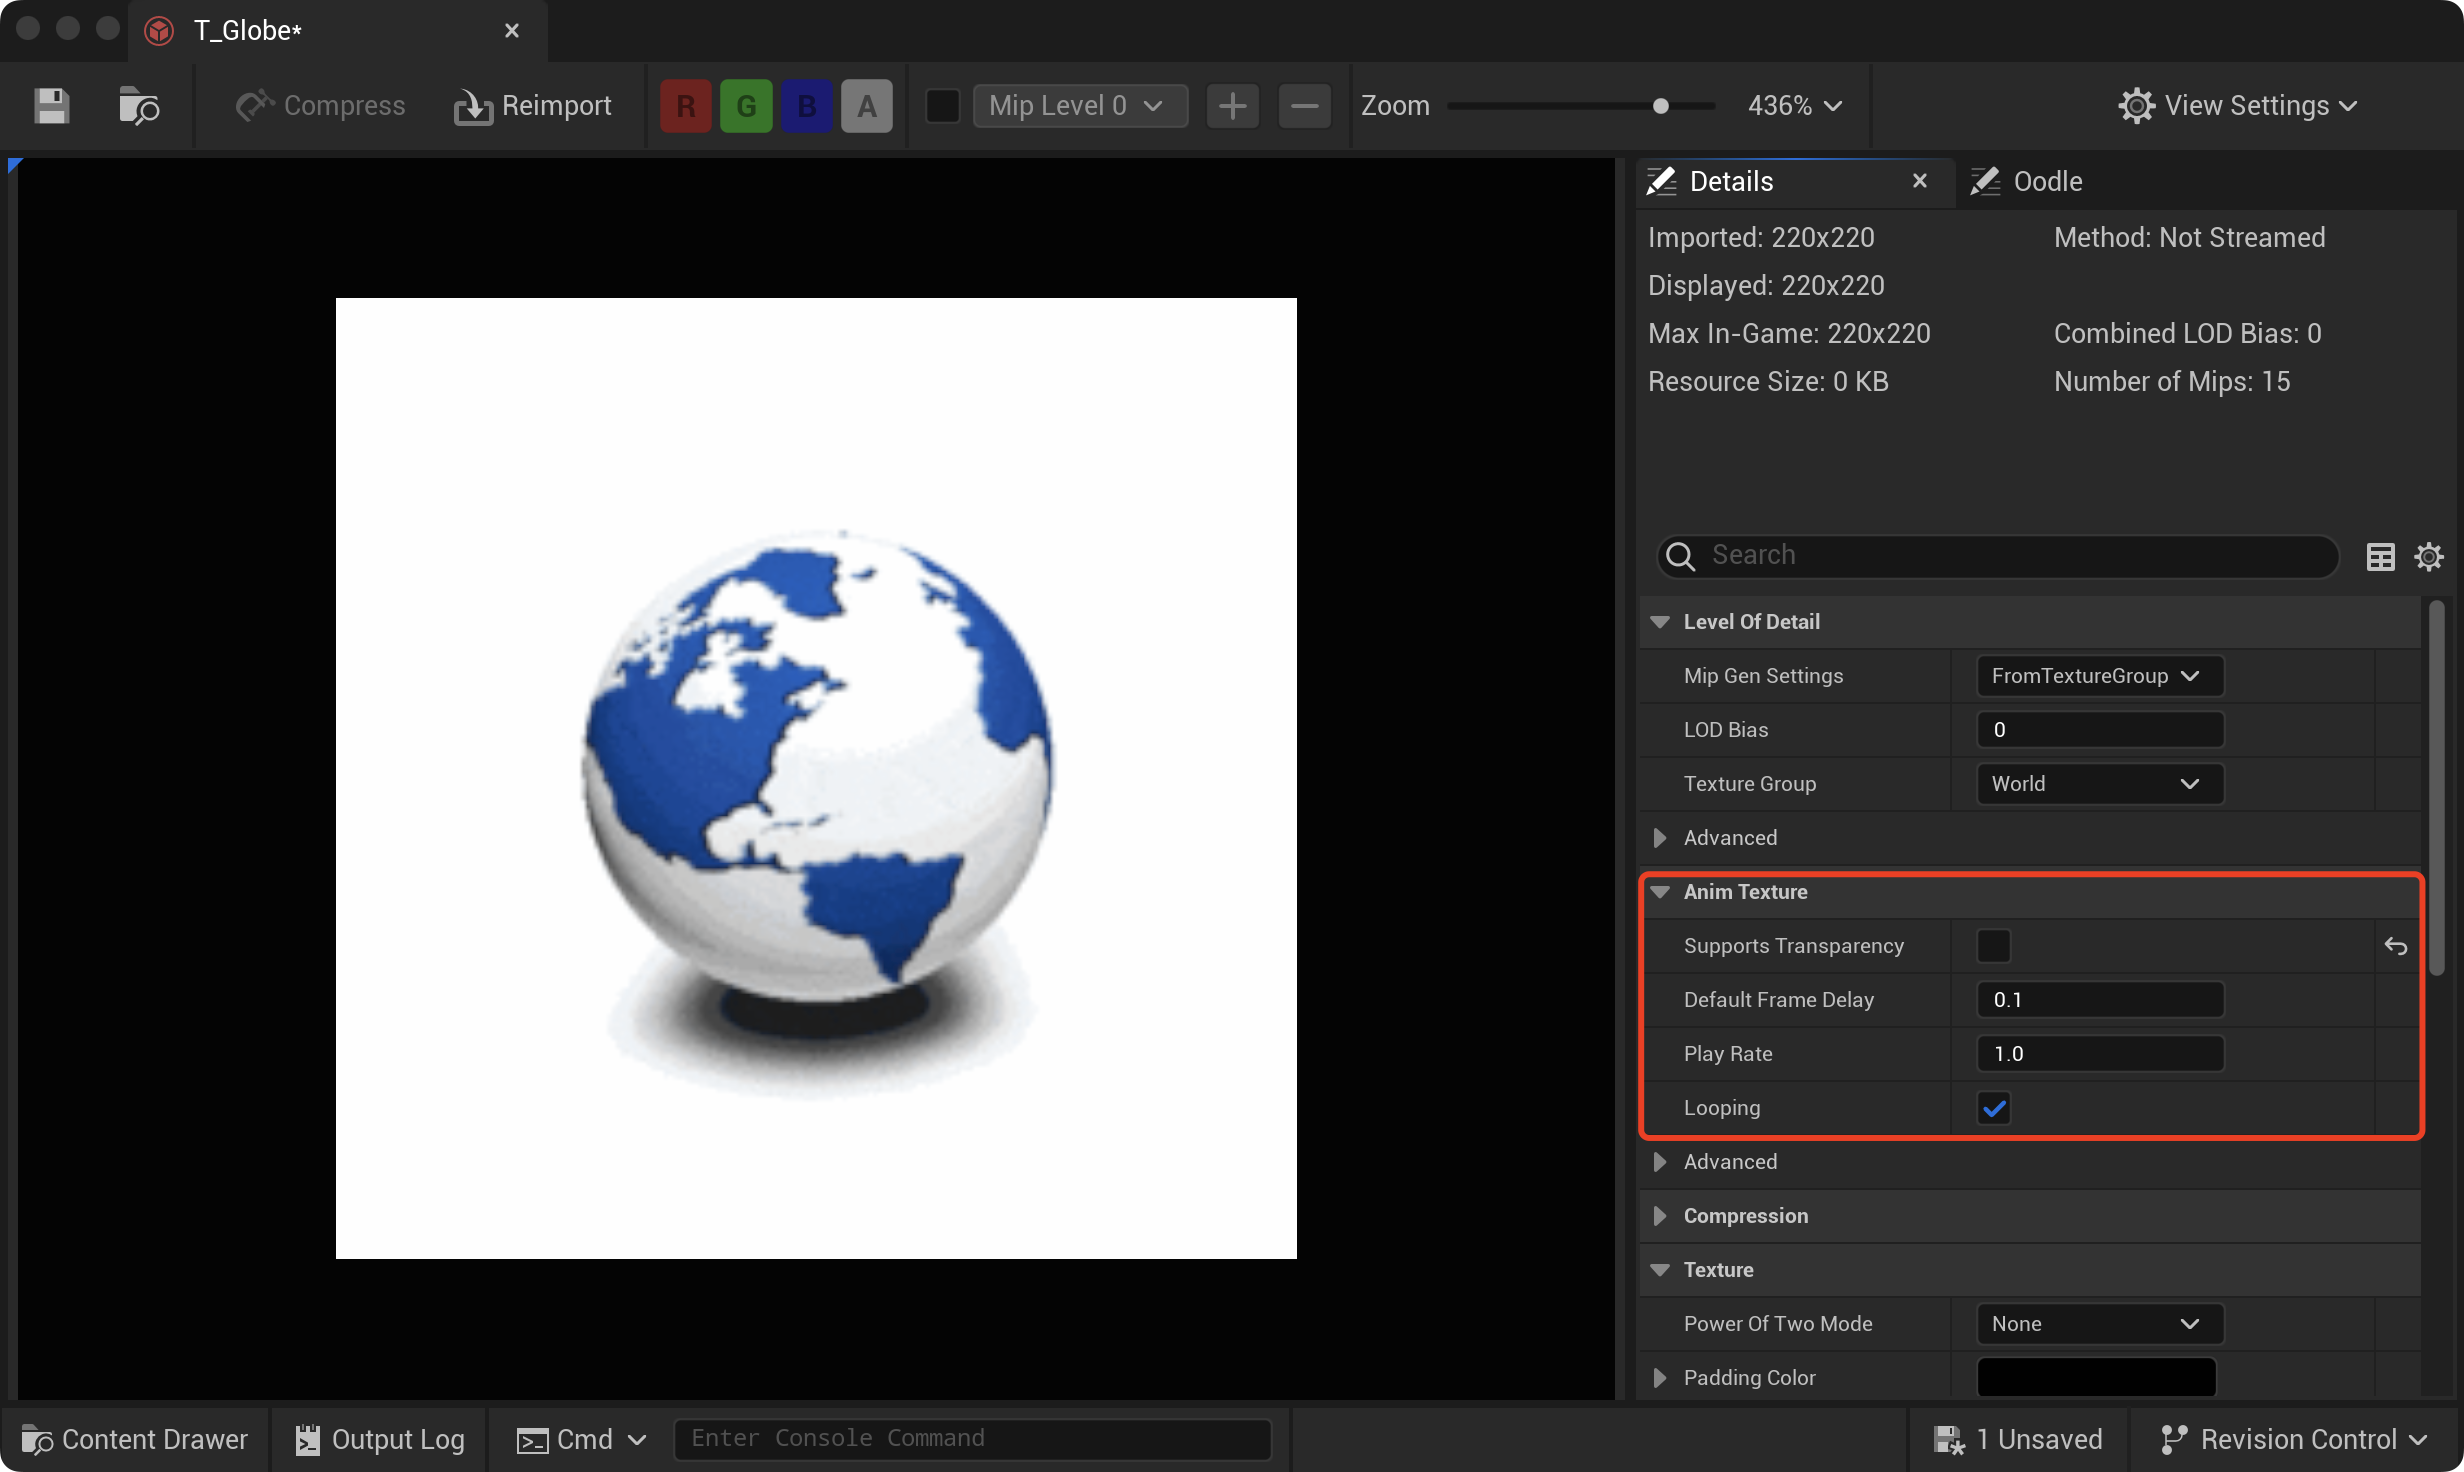 T_Globe*
Compress
Reimport
R
G
B
A
Mip Level 0
Zoom
436%
View Settings
Details
Oodle
Imported: 220x220
Method: Not Streamed
Displayed: 220x220
Max In-Game: 220x220
Combined LOD Bias: 0
Resource Size: 0 KB
Number of Mips: 15
Search
Level Of Detail
Mip Gen Settings
FromTextureGroup
LOD Bias
0
Texture Group
World
Advanced
Anim Texture
Supports Transparency
Default Frame Delay
0.1
Play Rate
1.0
Looping
Advanced
Compression
Texture
Power Of Two Mode
None
Padding Color
Content Drawer
Output Log
Cmd
Enter Console Command
1 Unsaved
Revision Control